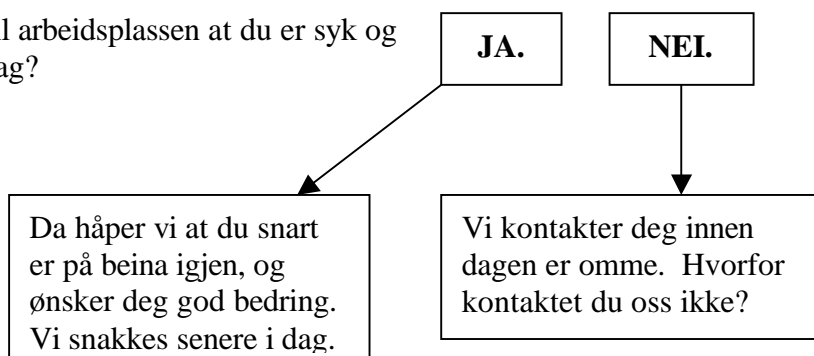 l arbeidsplassen at du er syk og
ag?
JA.
NEI.
Da håper vi at du snart
er på beina igjen, og
ønsker deg god bedring.
Vi snakkes senere i dag.
Vi kontakter deg innen
dagen er omme.  Hvorfor
kontaktet du oss ikke?